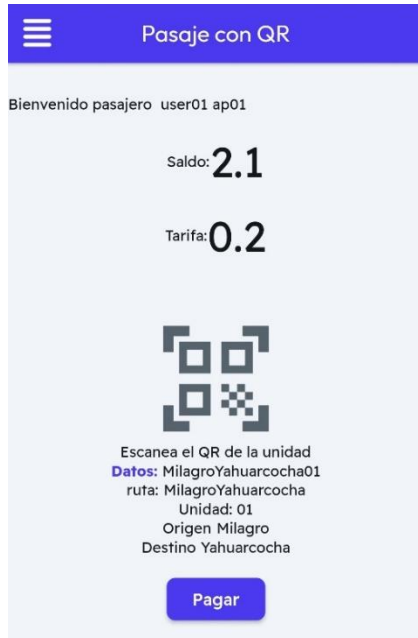 Pasaje con QR
Bienvenido pasajero user01 ap01
Saldo: 2.1
Tarifa: 0.2
Escanea el QR de la unidad
Datos: MilagroYahuarcocha01
ruta: MilagroYahuarcocha
Unidad: 01
Origen Milagro
Destino Yahuarcocha
Pagar